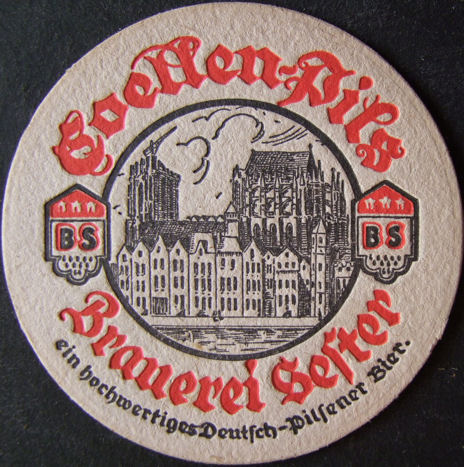 Coellen-Pils
BS
BS
Brauerei Sester
ein hochwertiges Deutsch-Pilsener Bier.